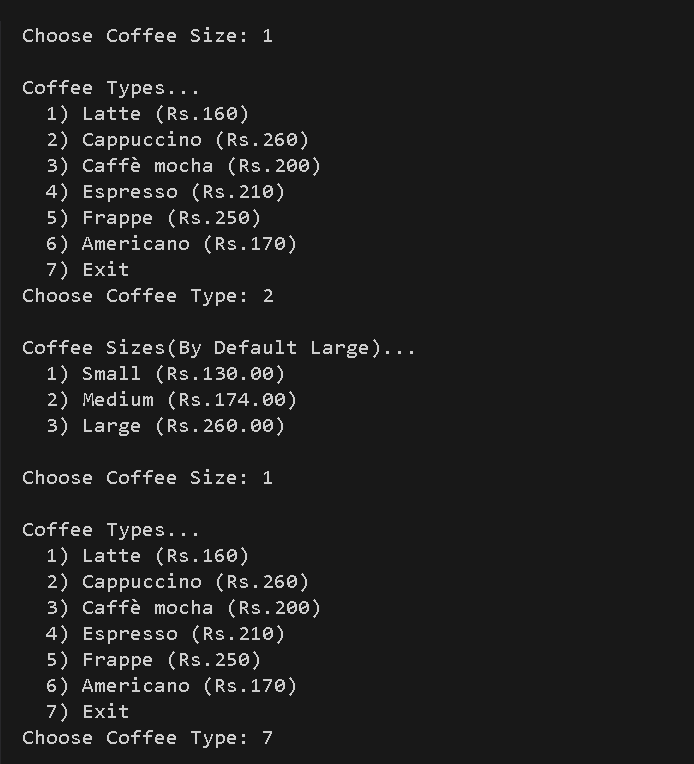 Choose Coffee Size: 1
Coffee Types...
1) Latte (Rs.160)
2) Cappuccino (Rs.260)
3) Caffè mocha (Rs.200)
4) Espresso (Rs.210)
5) Frappe (Rs.250)
6) Americano (Rs.170)
7) Exit
Choose Coffee Type: 2
Coffee Sizes(By Default Large)...
1) Small (Rs.130.00)
2) Medium (Rs.174.00)
3) Large (Rs.260.00)
Choose Coffee Size: 1
Coffee Types...
1) Latte (Rs.160)
2) Cappuccino (Rs.260)
3) Caffè mocha (Rs.200)
4) Espresso (Rs.210)
5) Frappe (Rs.250)
6) Americano (Rs.170)
7) Exit
Choose Coffee Type: 7